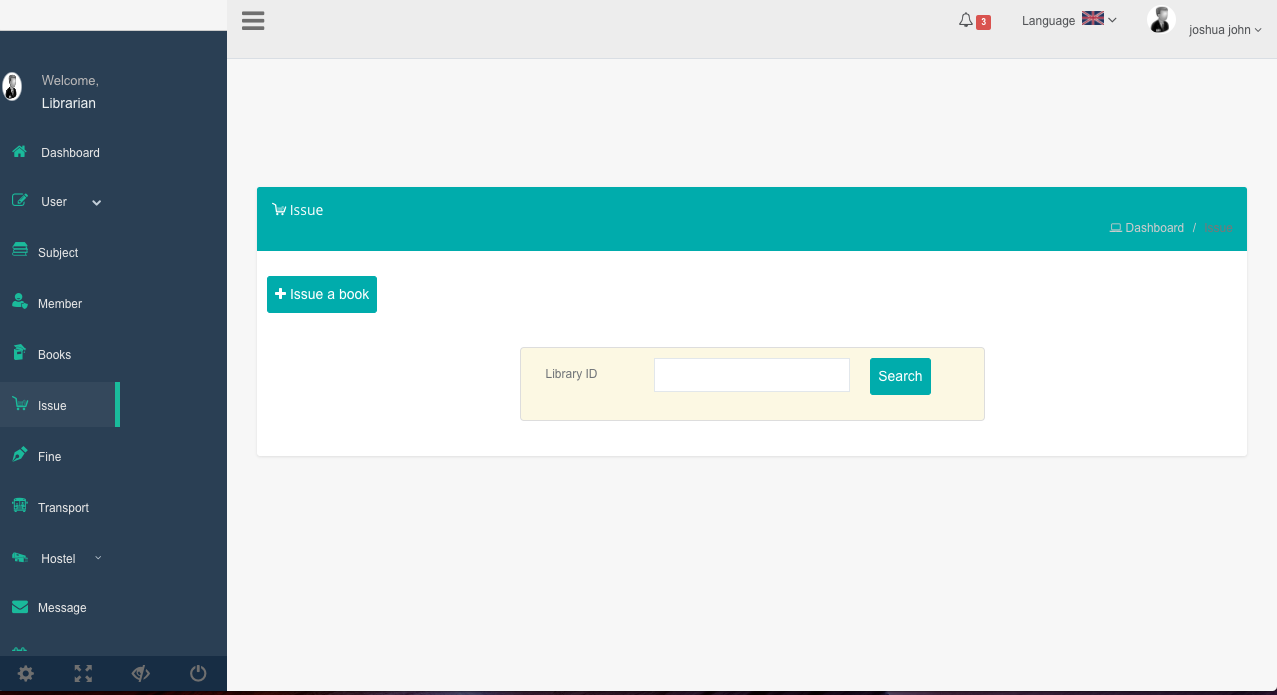 3
Language
joshua john
Welcome,
Librarian
Dashboard
User
Subject
Member
Books
Issue
Fine
Transport
Hostel
Message
Issue
Dashboard /
Issue a book
Library ID
Search